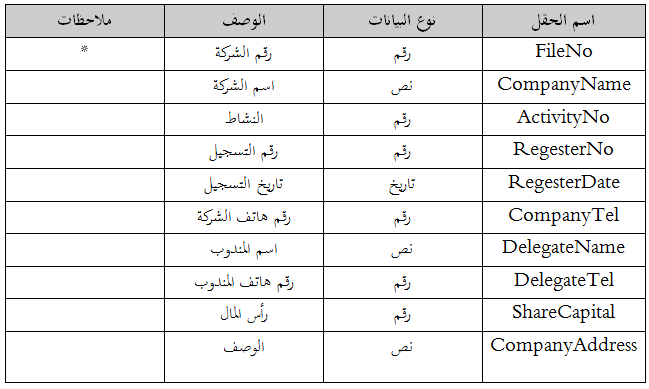 اسم الحقل نوع البيانات الوصف ملاحظات
FileNo رقم رقم الشركة *
CompanyName نص اسم الشركة
ActivityNo رقم النشاط
RegesterNo رقم رقم التسجيل
RegesterDate تاريخ تاريخ التسجيل
CompanyTel رقم رقم هاتف الشركة
DelegateName نص اسم المندوب
DelegateTel رقم رقم هاتف المندوب
ShareCapital رقم رأس المال
CompanyAddress نص الوصف